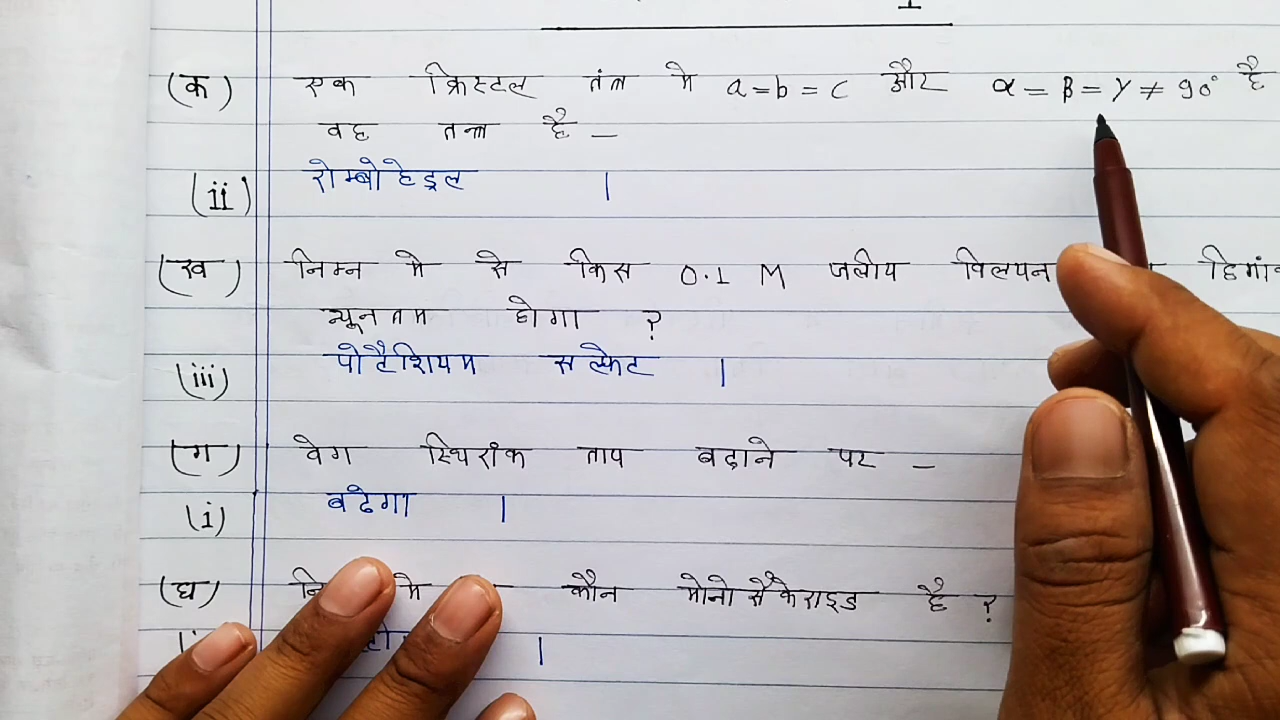 (क) एक क्रिस्टल तंत्र मे a = b = c और α = β = γ ≠ 90° है
वह तन्त्र है –
(ii) रोम्बोहेड्रल ।
(ख) निम्न मे से किस 0.1 M जलीय विलयन
न्यूनतम होगा ?
(iii) पोटैशियम सल्फेट ।
(ग) वेग स्थिरांक ताप बढ़ाने पर –
(i) बढेगा ।
(घ) मे कौन मोनोसैकेराइड है ?
।